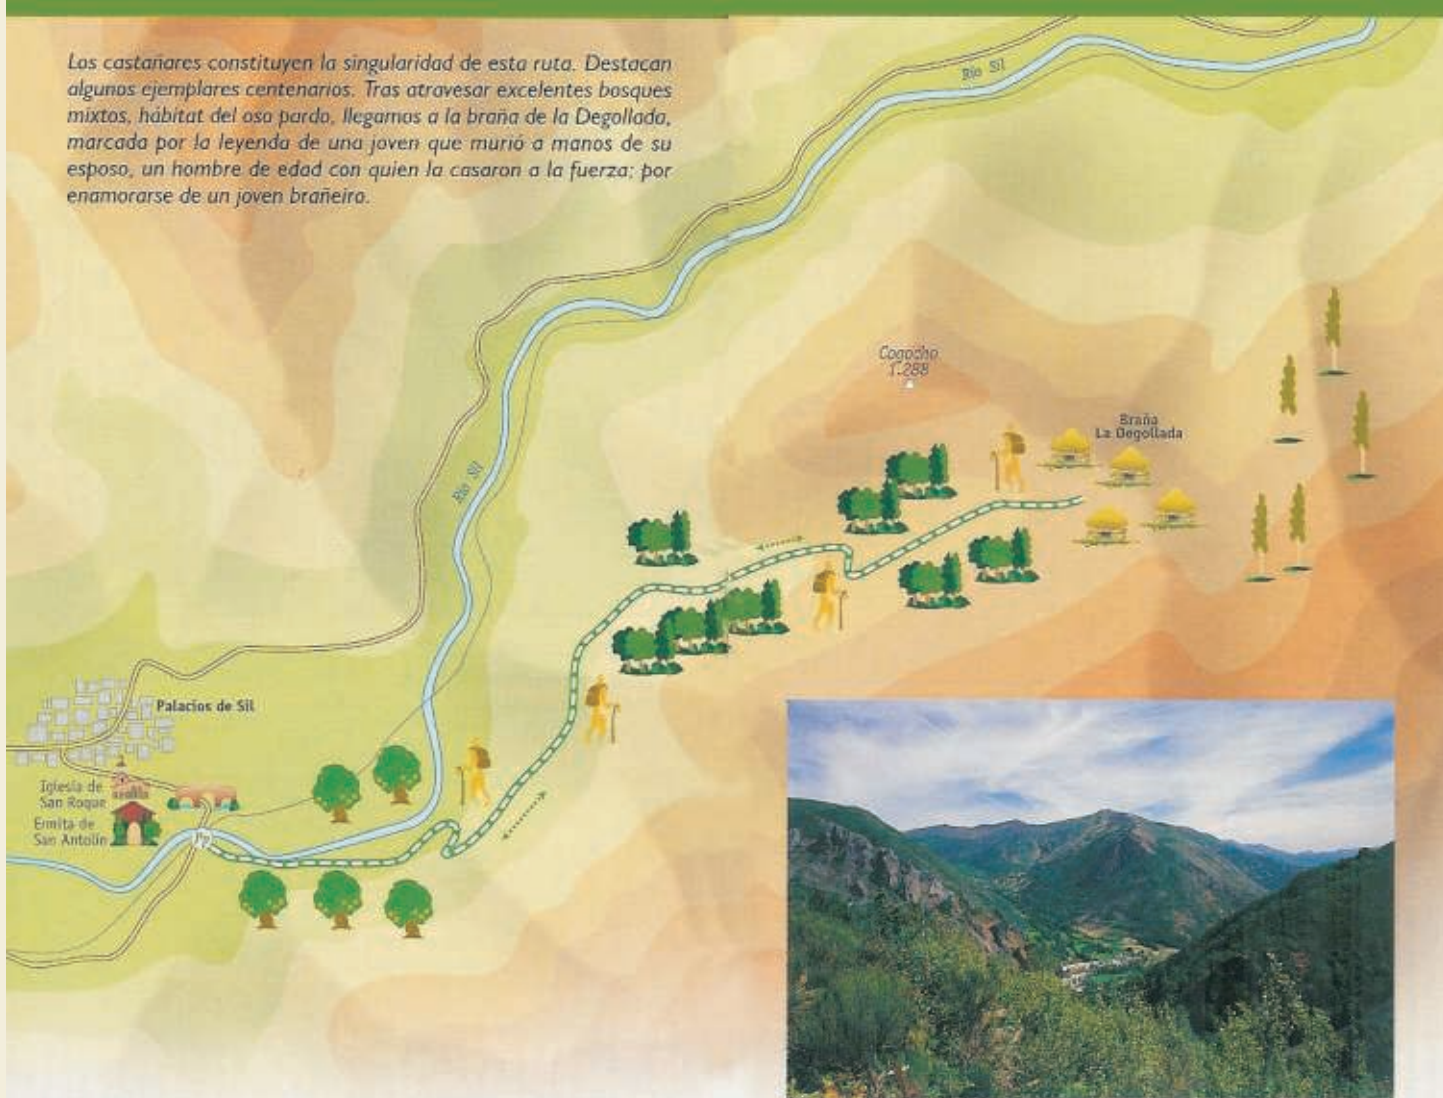 Los castañares constituyen la singularidad de esta ruta. Destacan
algunos ejemplares centenarios. Tras atravesar excelentes bosques
mixtos, hábitat del oso pardo, llegamos a la braña de la Degollada,
marcada por la leyenda de una joven que murió a manos de su
esposo, un hombre de edad con quien la casaron a la fuerza; por
enamorarse de un joven brañeiro.
Río Sil
Cogocho
1.288
Braña
La Degollada
Río Sil
Palacios de Sil
Iglesia de
San Roque
Ermita de
San Antolín
Pp